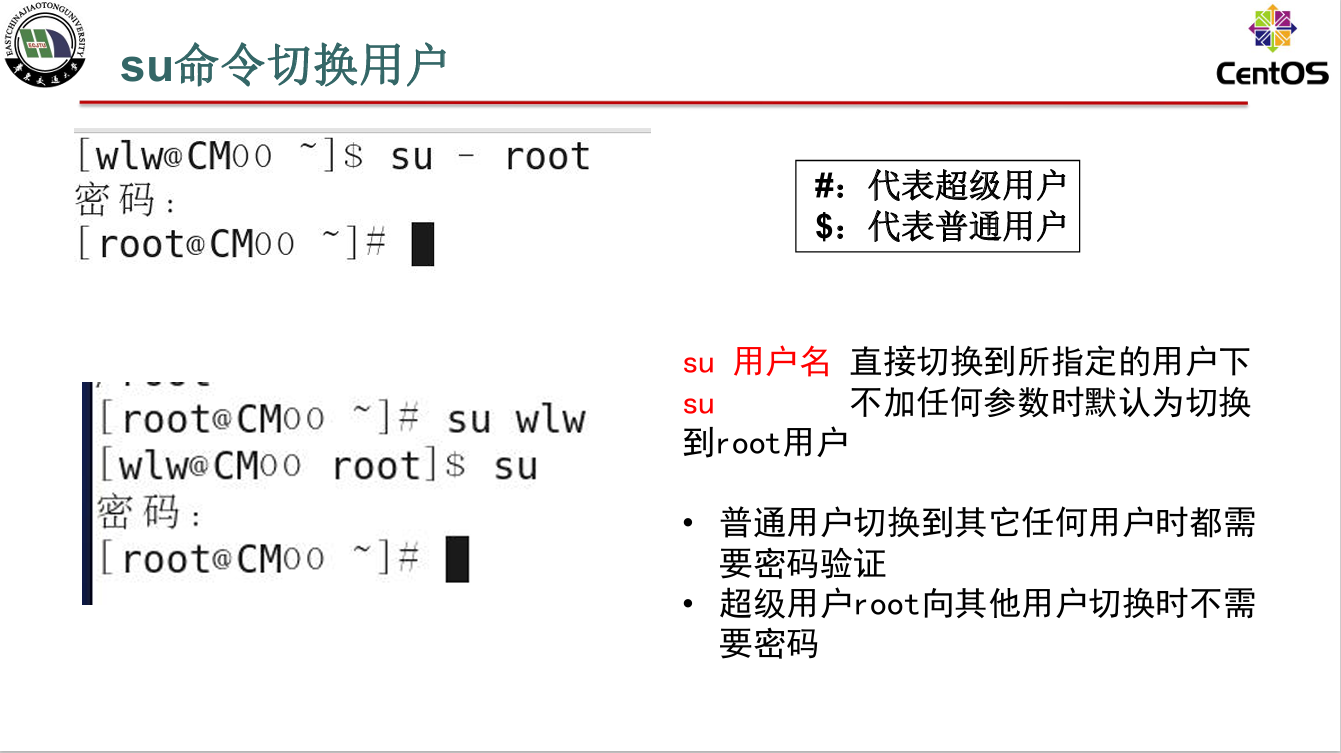 EASTCHINAJIAOTONGUNIVERSITY
ECJTU
華东交通大学
su命令切换用户
CentOS
[wlw@CM00 ~]$ su - root
密码：
[root@CM00 ~]#
#：代表超级用户
$：代表普通用户
[root@CM00 ~]# su wlw
[wlw@CM00 root]$ su
密码：
[root@CM00 ~]#
su 用户名 直接切换到所指定的用户下
su 不加任何参数时默认为切换
到root用户
• 普通用户切换到其它任何用户时都需
要密码验证
• 超级用户root向其他用户切换时不需
要密码